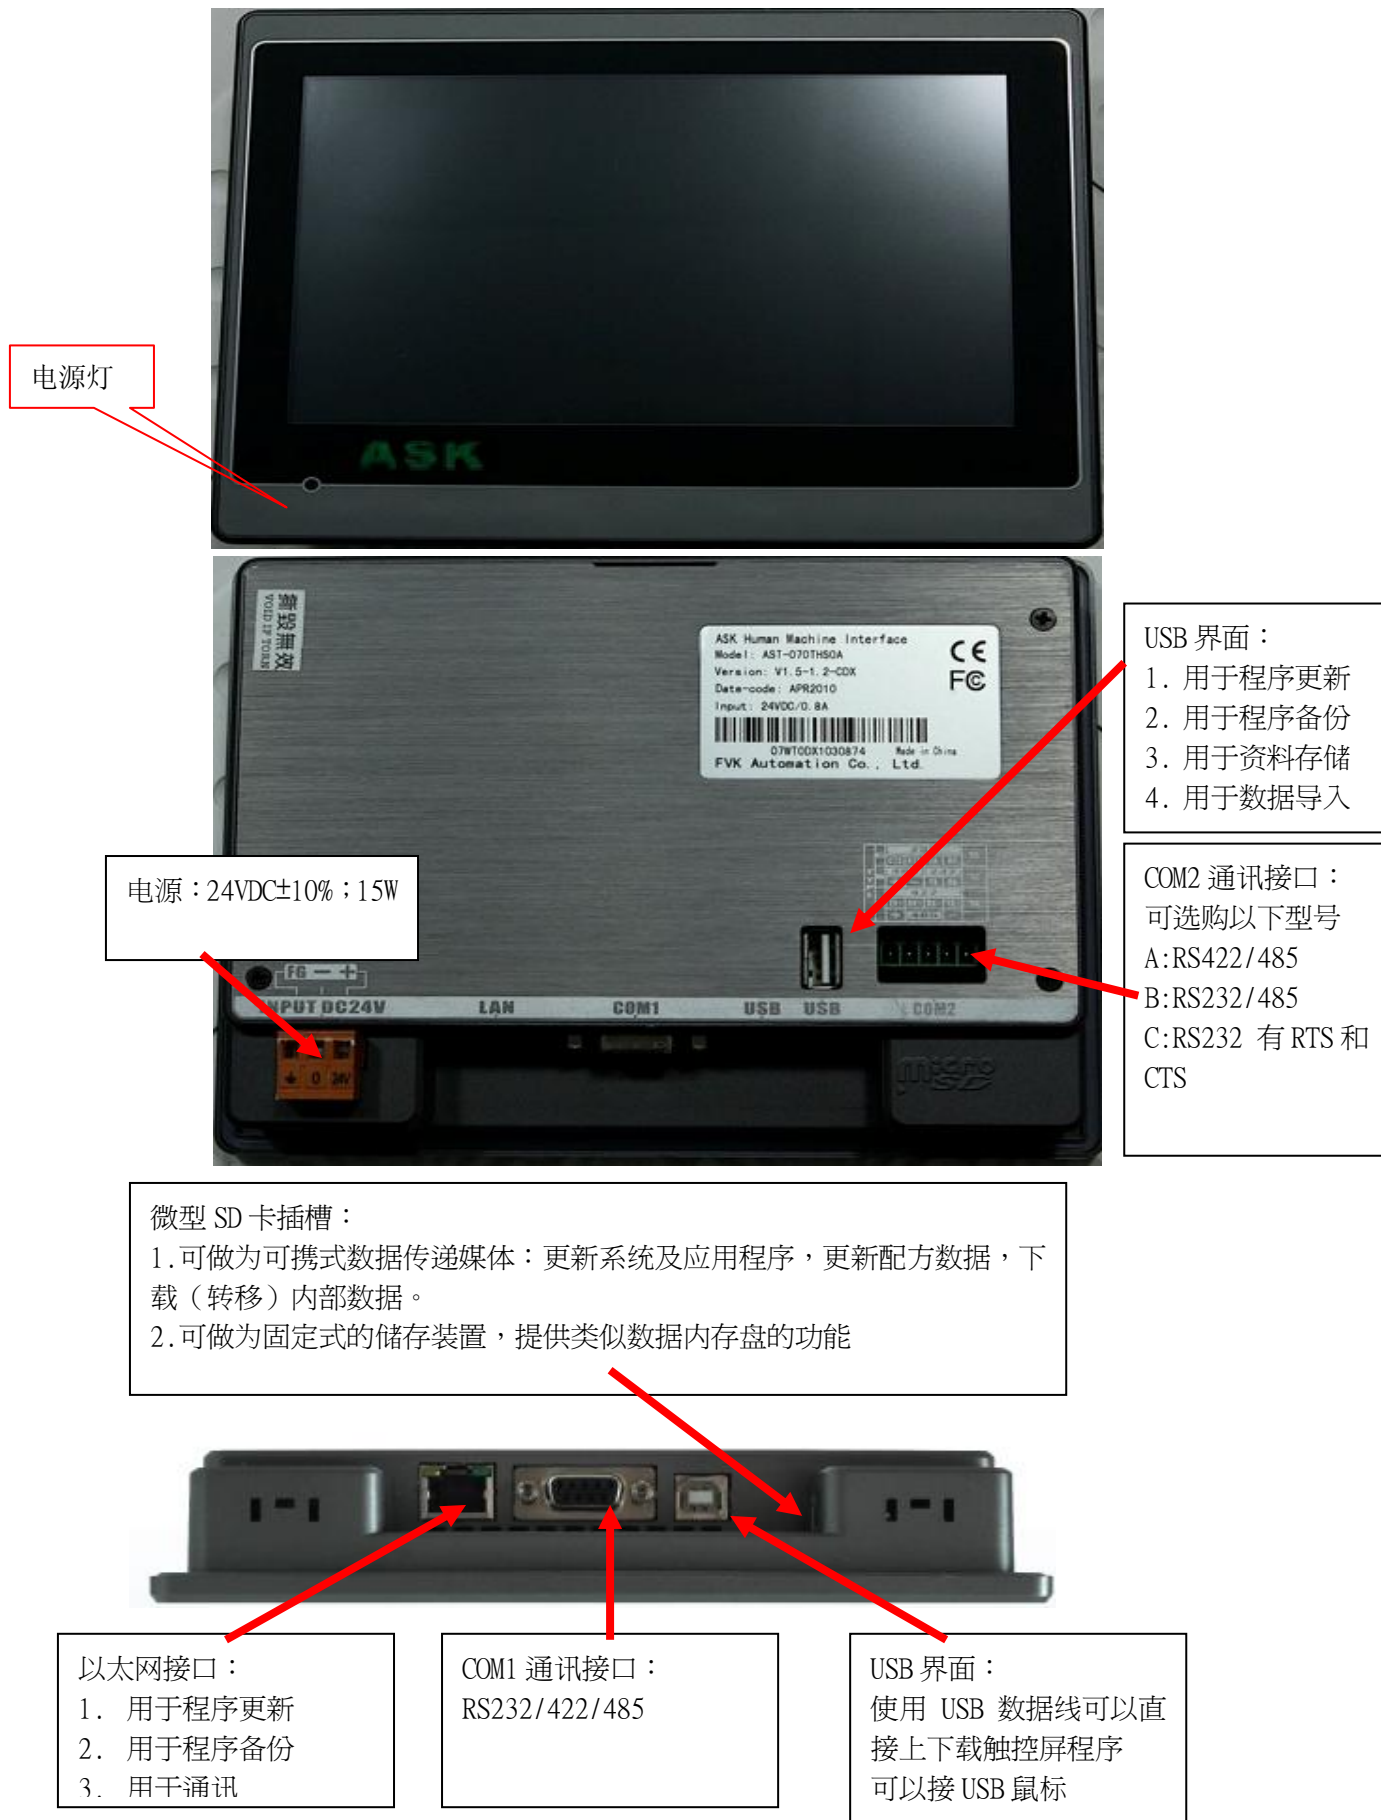 电源灯
ASK
撕毀無效
VOID IF TORN
ASK Human Machine Interface
Model: AST-070THS0A
Version: V1.5-1.2-CDX
Date-code: APR2010
Input: 24VDC/0.8A
CE
FC
07WT0DX1030874 Made in China
FVK Automation Co., Ltd.
USB 界面：
1. 用于程序更新
2. 用于程序备份
3. 用于资料存储
4. 用于数据导入
电源：24VDC±10%；15W
COM2 通讯接口：
可选购以下型号
A:RS422/485
B:RS232/485
C:RS232 有 RTS 和
CTS
FG − +
INPUT DC24V LAN COM1 USB USB COM2
0 24V
micro SD
微型 SD 卡插槽：
1.可做为可携式数据传递媒体：更新系统及应用程序，更新配方数据，下
载（转移）内部数据。
2.可做为固定式的储存装置，提供类似数据内存盘的功能
以太网接口：
1. 用于程序更新
2. 用于程序备份
3. 用于通讯
COM1 通讯接口：
RS232/422/485
USB 界面：
使用 USB 数据线可以直
接上下载触控屏程序
可以接 USB 鼠标